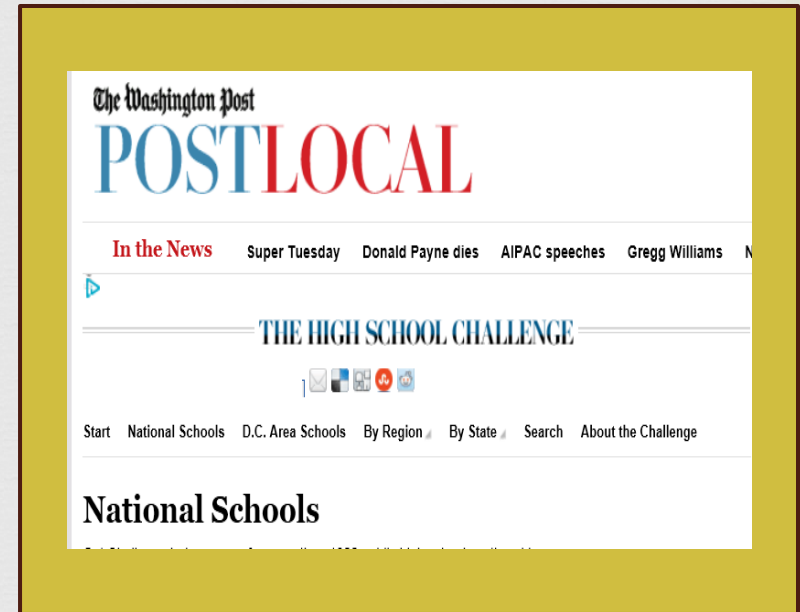 The Washington Post
POSTLOCAL
In the News Super Tuesday Donald Payne dies AIPAC speeches Gregg Williams N
THE HIGH SCHOOL CHALLENGE
Start National Schools D.C. Area Schools By Region By State Search About the Challenge
National Schools